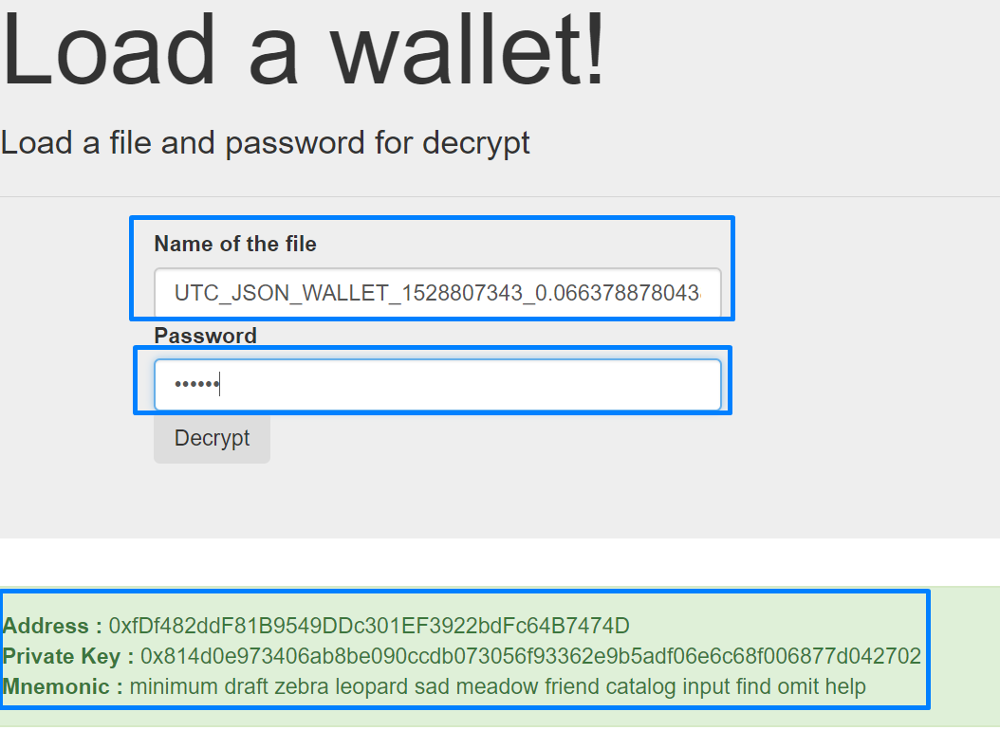 Load a wallet!
Load a file and password for decrypt
Name of the file
UTC_JSON_WALLET_1528807343_0.066378878043
Password
••••••
Decrypt
Address : 0xfDf482ddF81B9549DDc301EF3922bdFc64B7474D
Private Key : 0x814d0e973406ab8be090ccdb073056f93362e9b5adf06e6c68f006877d042702
Mnemonic : minimum draft zebra leopard sad meadow friend catalog input find omit help